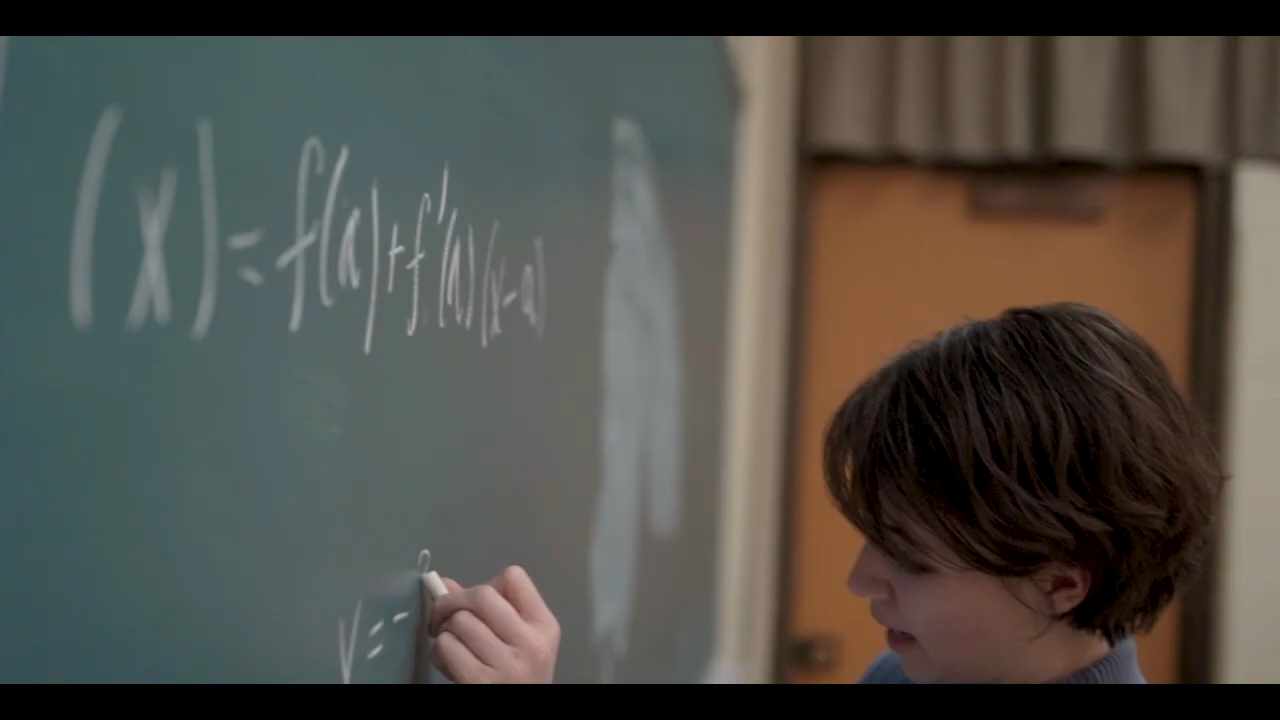 (x) = f(a) + f'(a)(x-a)
y = -